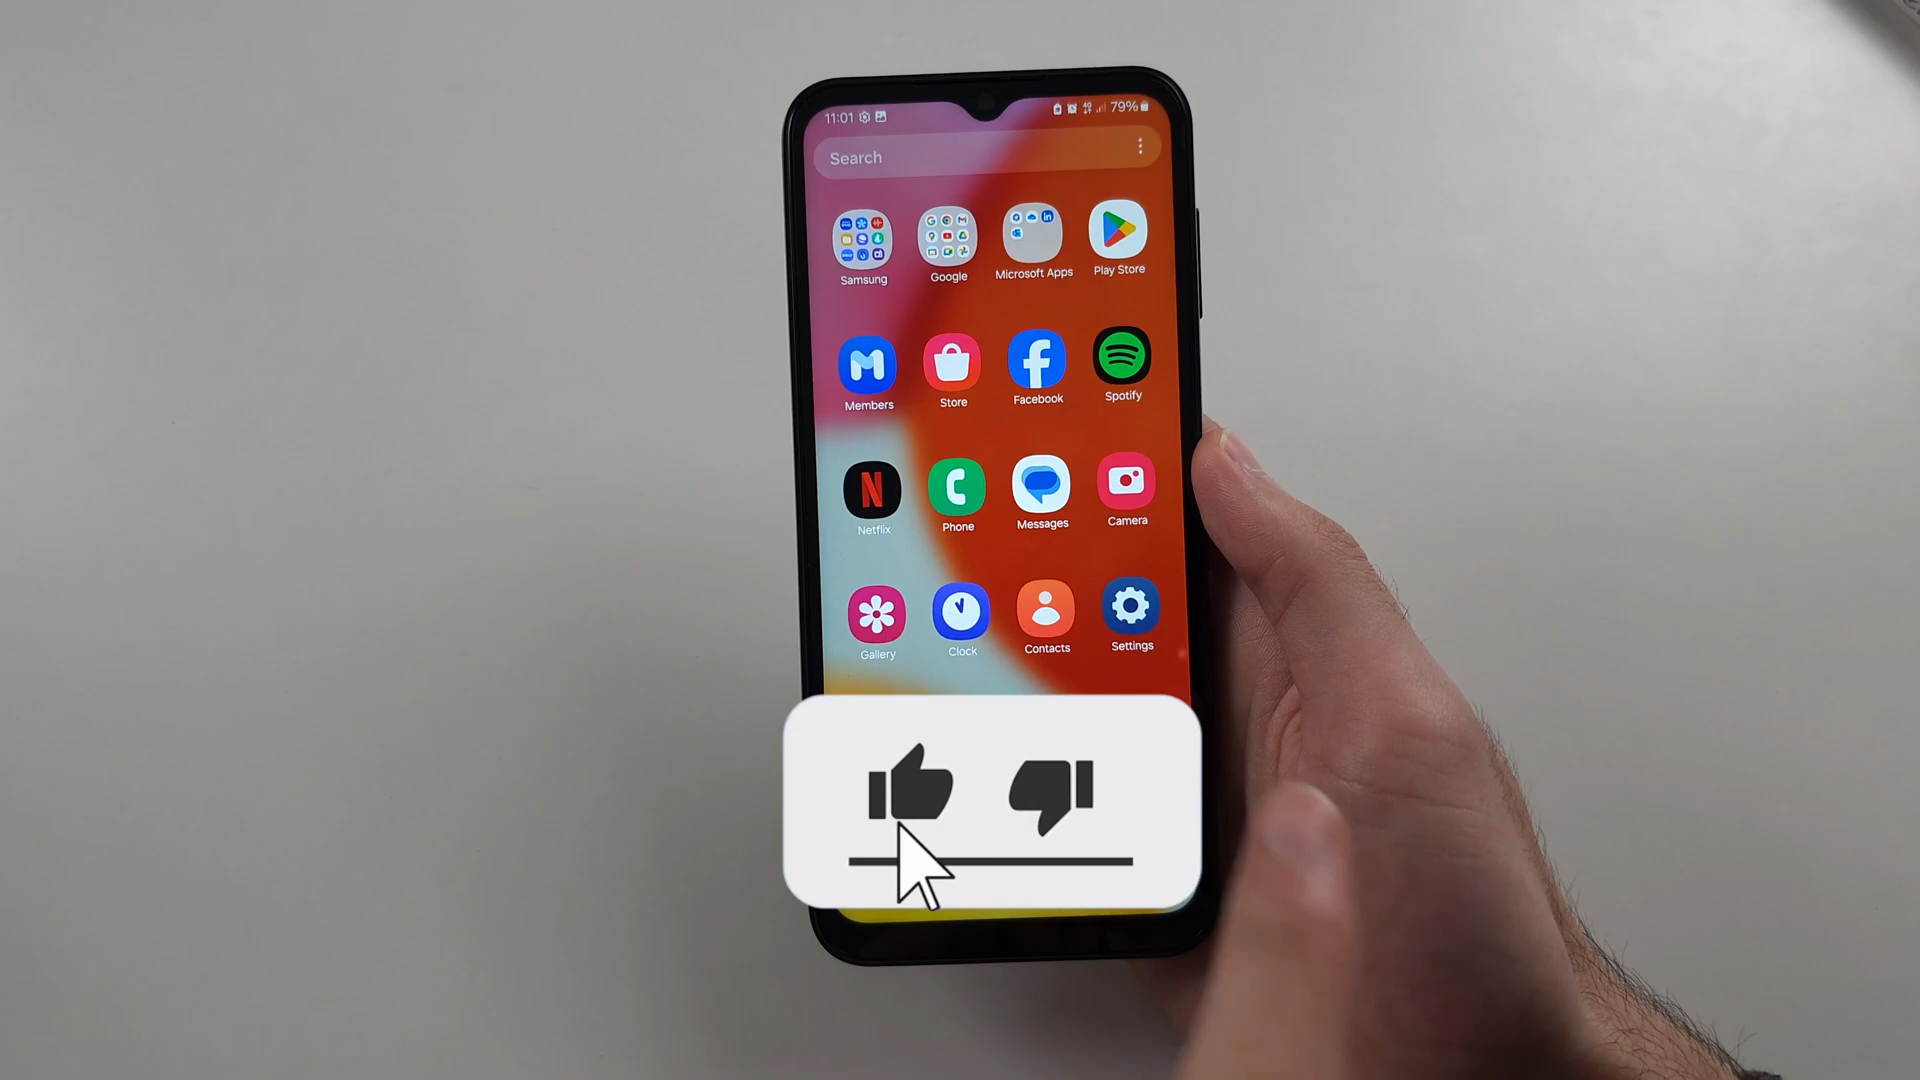 11:01 4G 79%
Search
Samsung Google Microsoft Apps Play Store
Members Store Facebook Spotify
Netflix Phone Messages Camera
Gallery Clock Contacts Settings